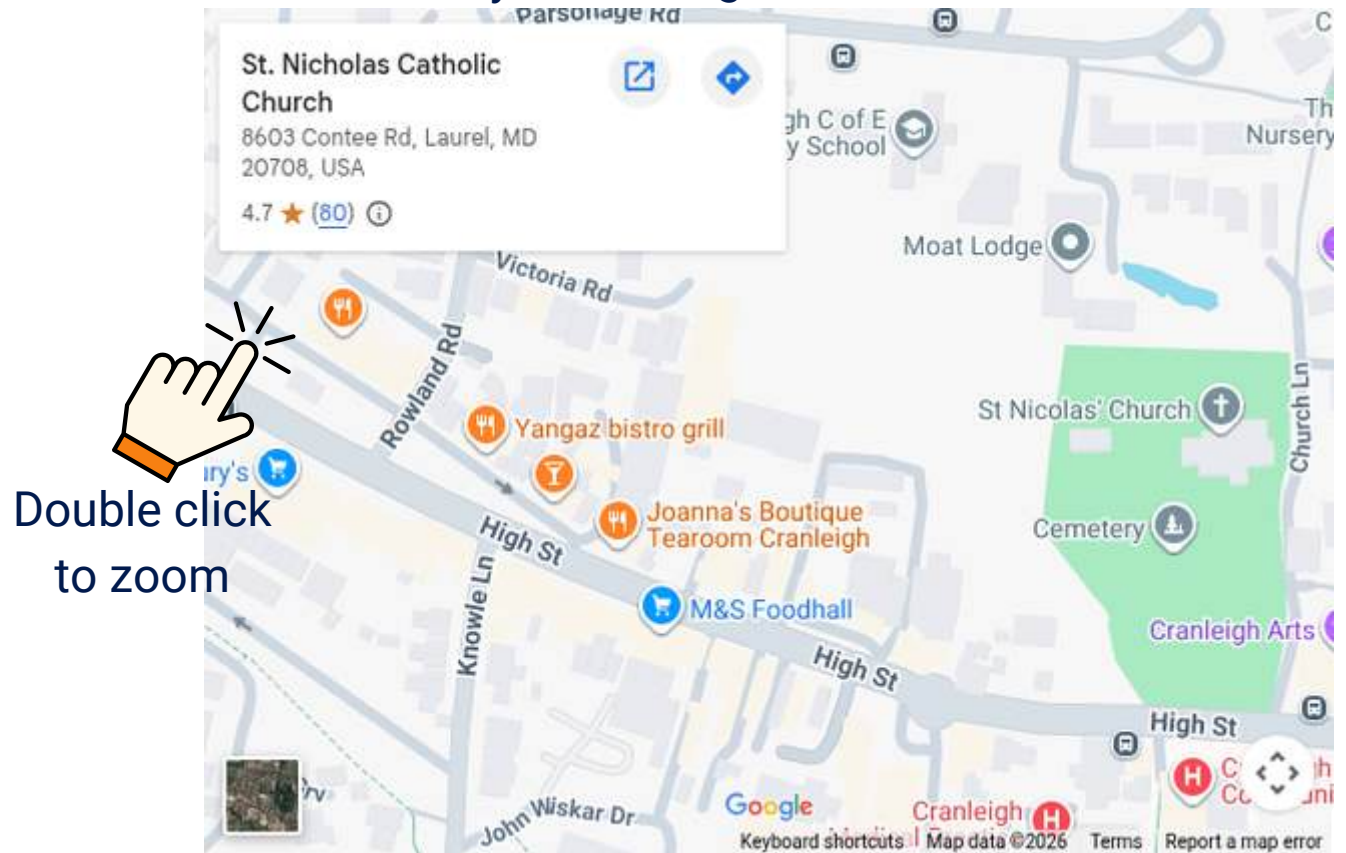 Parsonage Rd
St. Nicholas Catholic
Church
8603 Contee Rd, Laurel, MD
20708, USA
4.7 ★ (80)
gh C of E
y School
Th
Nursery
Moat Lodge
Victoria Rd
Rowland Rd
St Nicolas' Church
Church Ln
Yangaz bistro grill
ury's
Double click
to zoom
Joanna's Boutique
Tearoom Cranleigh
Cemetery
High St
Knowle Ln
M&S Foodhall
Cranleigh Arts
High St
High St
John Wiskar Dr
Google
Cranleigh
Keyboard shortcuts
Map data ©2026
Terms
Report a map error